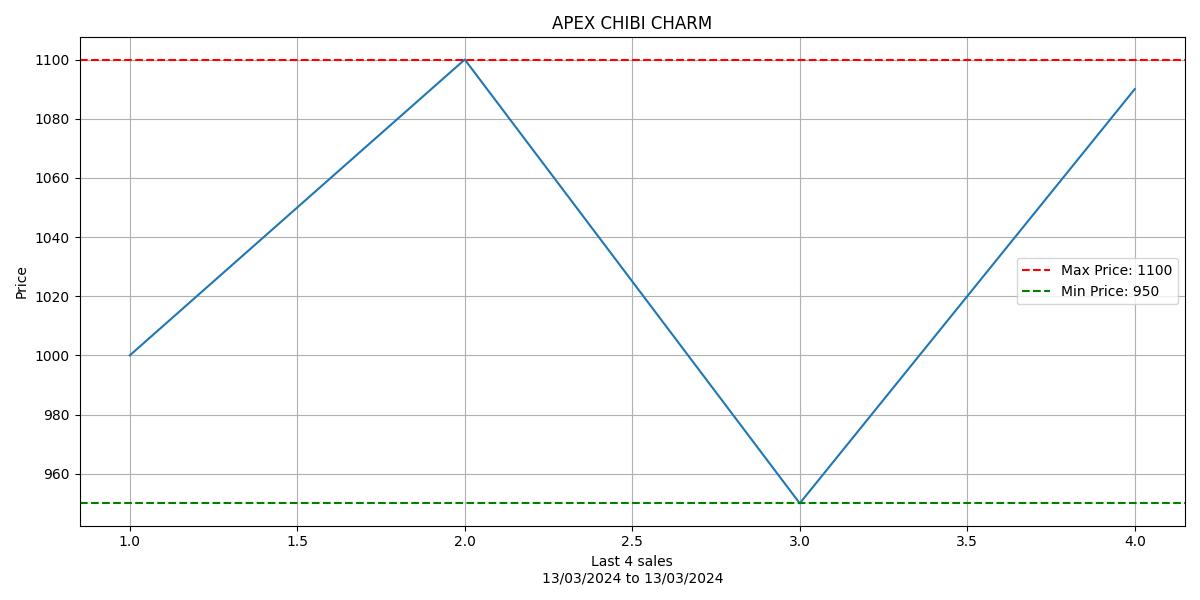 APEX CHIBI CHARM
1100
1080
1060
1040
1020
1000
980
960
Price
Max Price: 1100
Min Price: 950
1.0 1.5 2.0 2.5 3.0 3.5 4.0
Last 4 sales
13/03/2024 to 13/03/2024